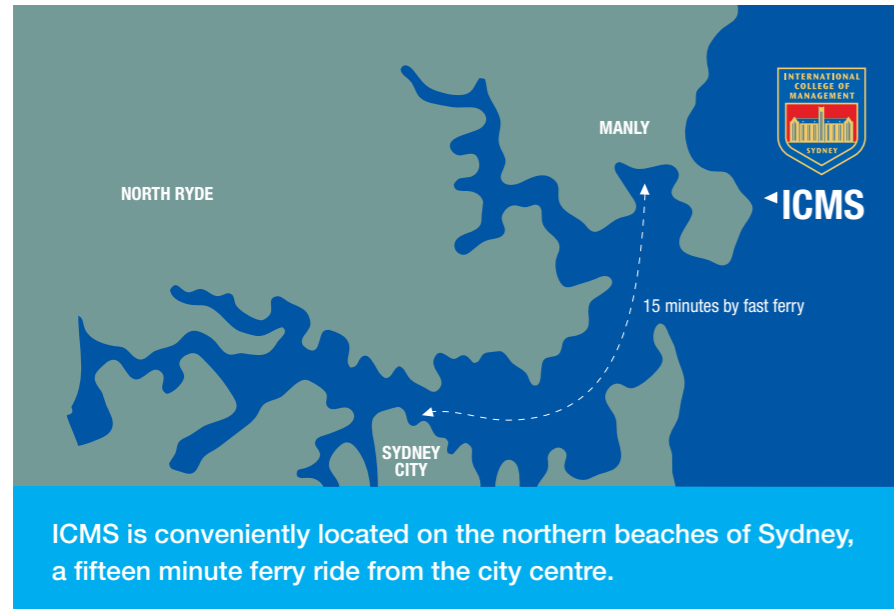 INTERNATIONAL
COLLEGE OF
MANAGEMENT
SYDNEY
MANLY
NORTH RYDE
ICMS
15 minutes by fast ferry
SYDNEY
CITY
ICMS is conveniently located on the northern beaches of Sydney,
a fifteen minute ferry ride from the city centre.